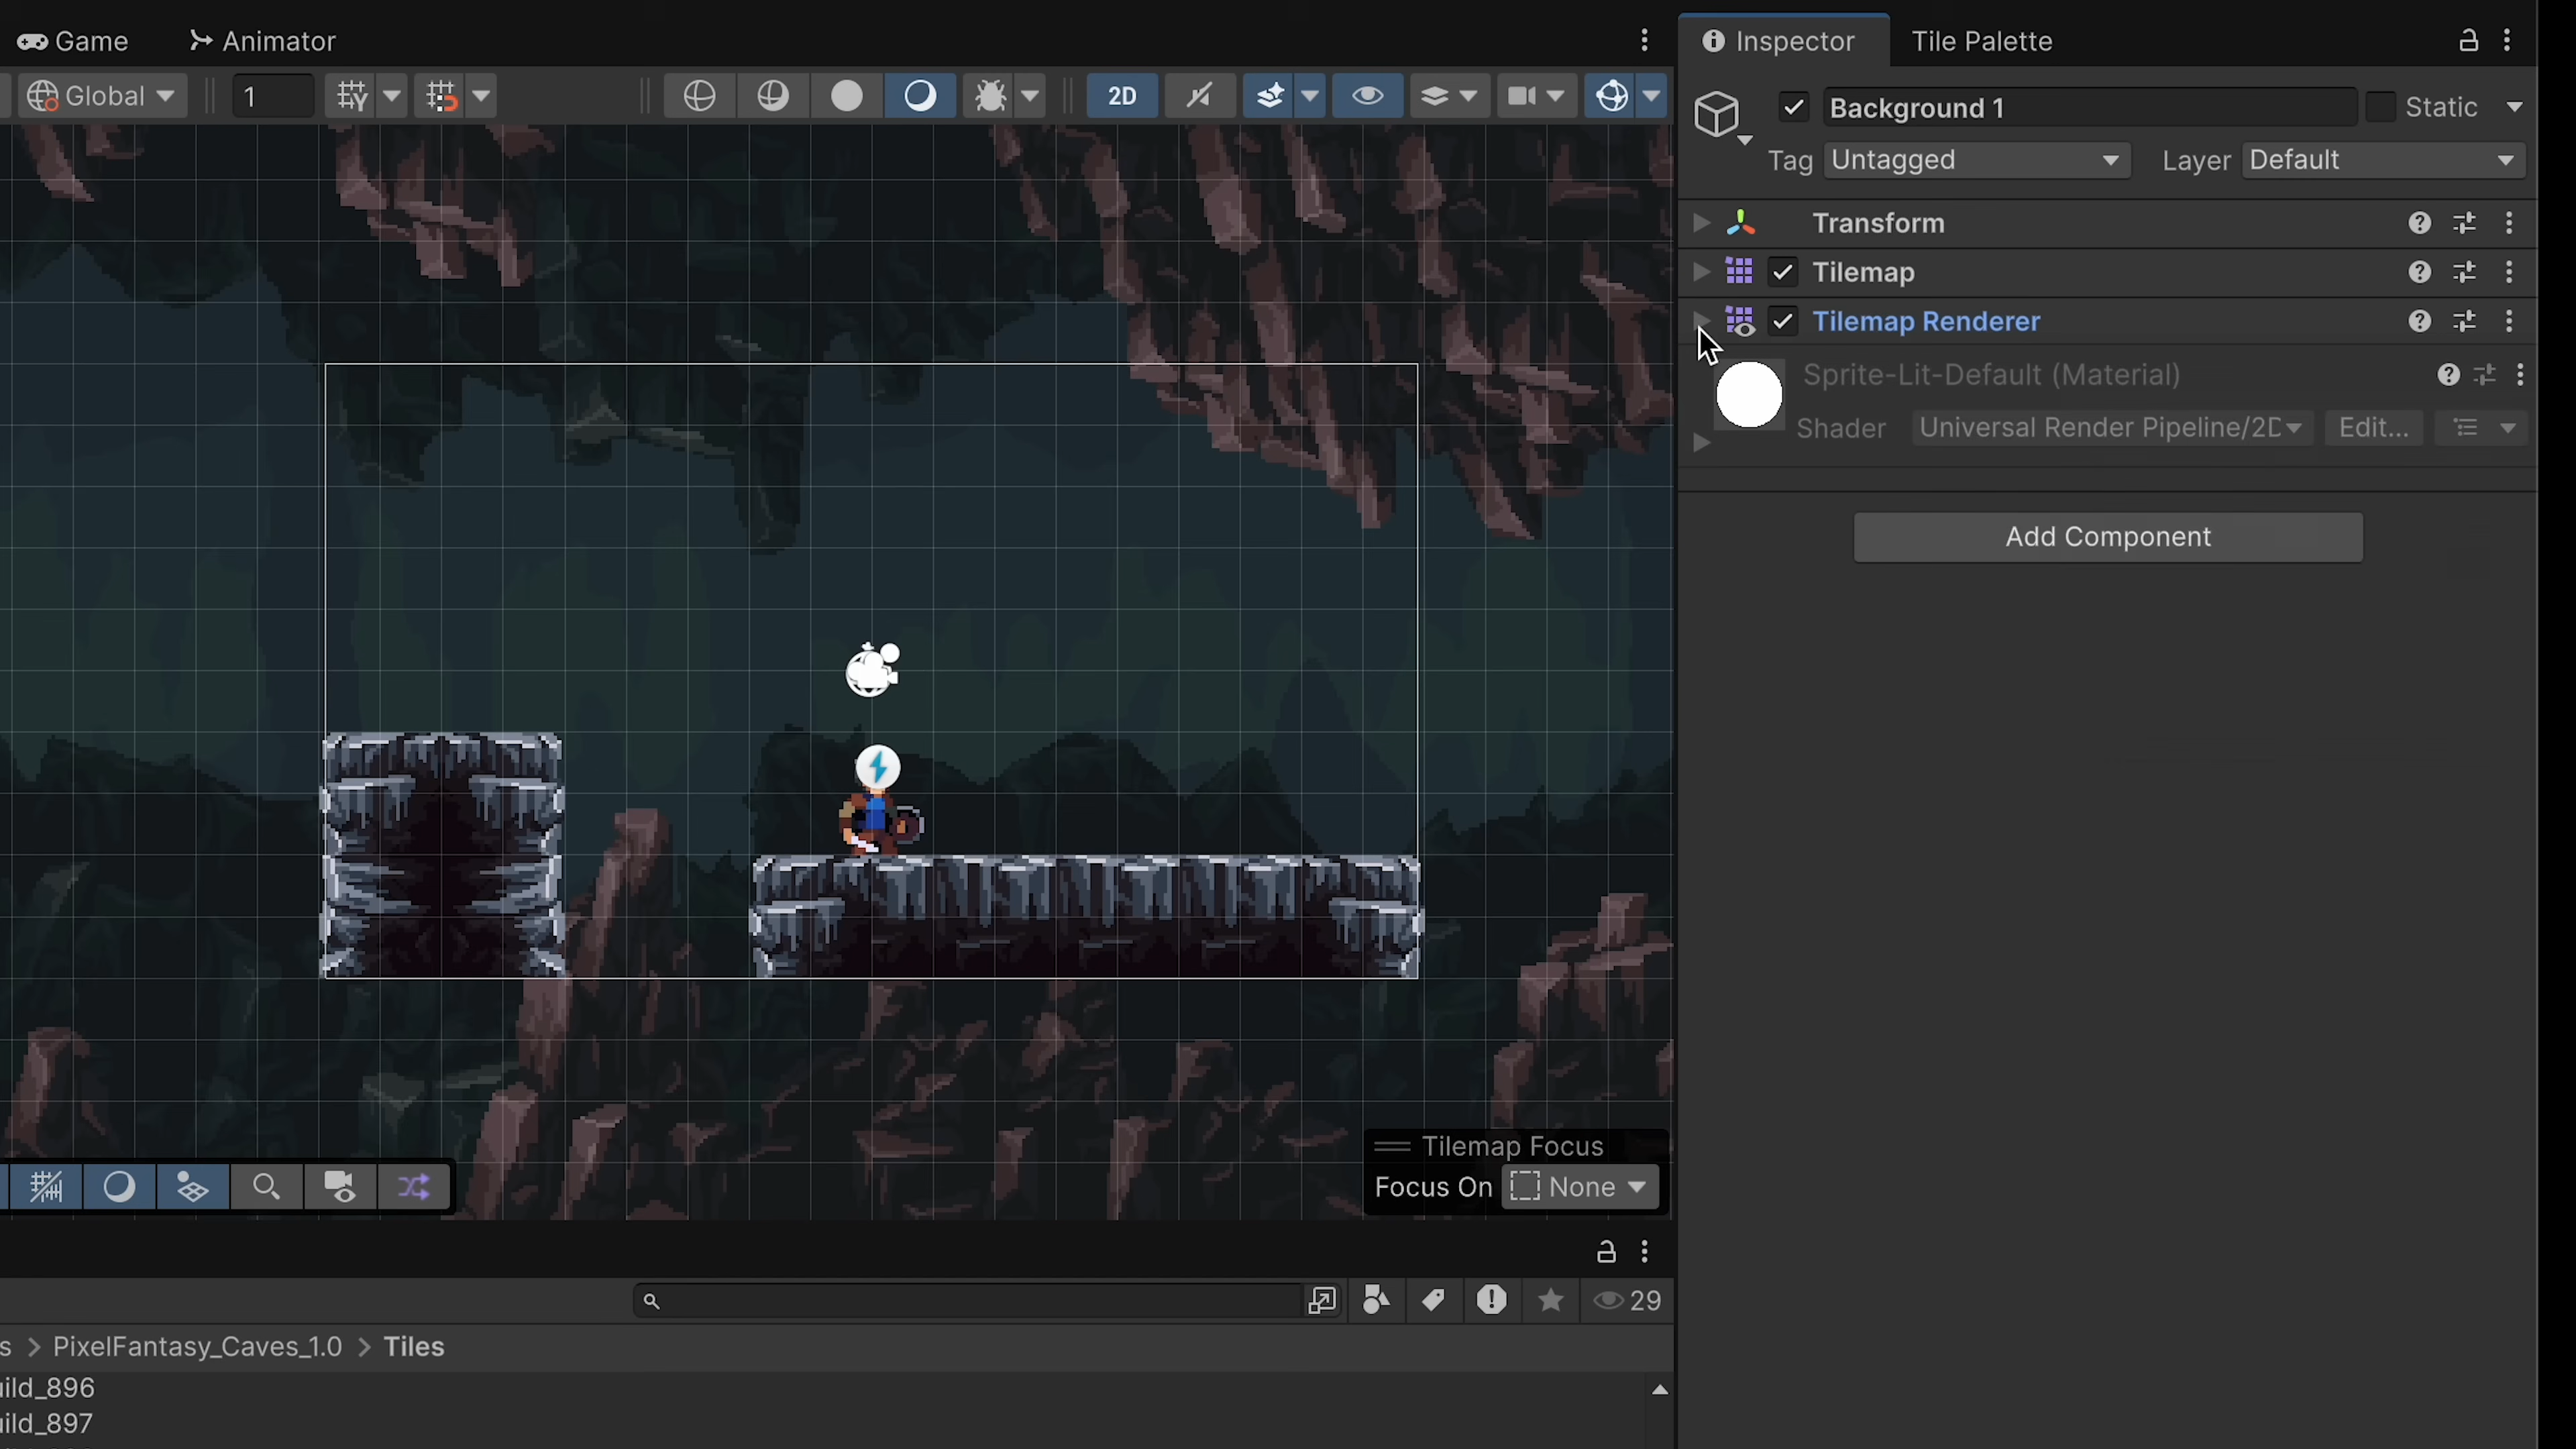 Game
Animator
Inspector
Tile Palette
Global
1
2D
Background 1
Static
Tag
Untagged
Layer
Default
Transform
Tilemap
Tilemap Renderer
Sprite-Lit-Default (Material)
Shader
Universal Render Pipeline/2D
Edit...
Add Component
Tilemap Focus
Focus On
None
29
s > PixelFantasy_Caves_1.0 > Tiles
uild_896
uild_897